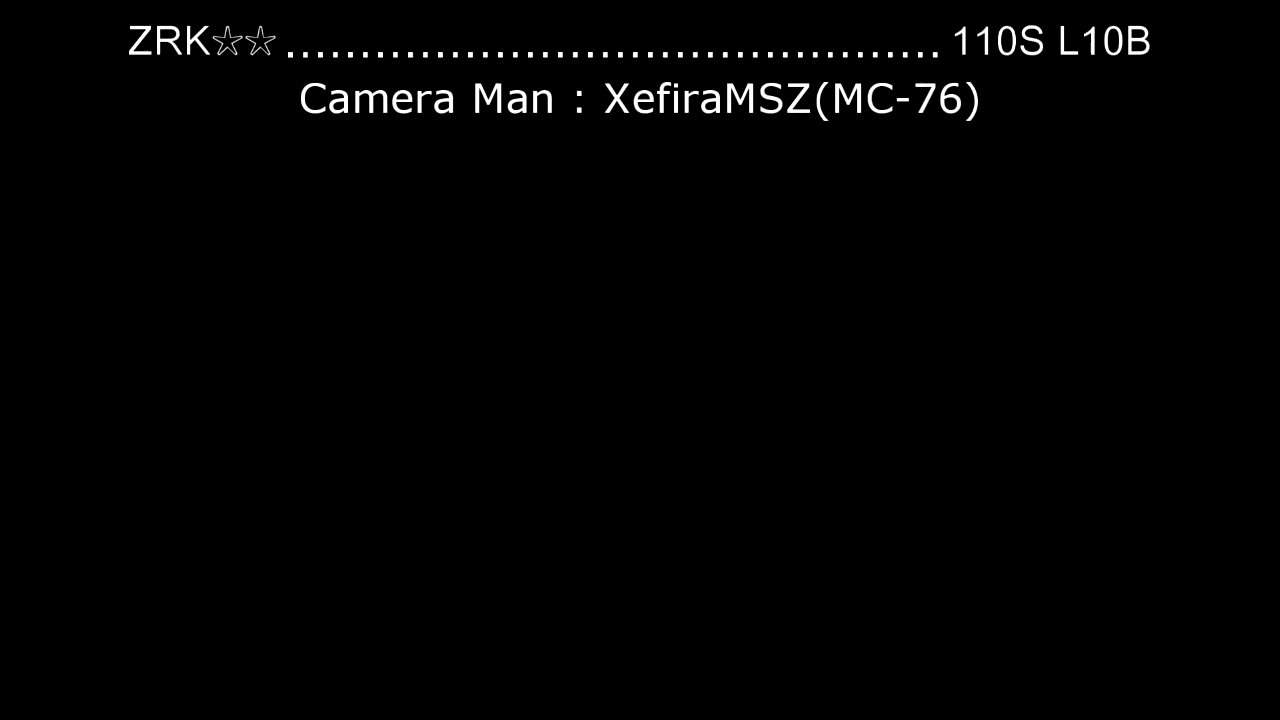 ZRK☆☆ ............................................ 110S L10B
Camera Man : XefiraMSZ(MC-76)